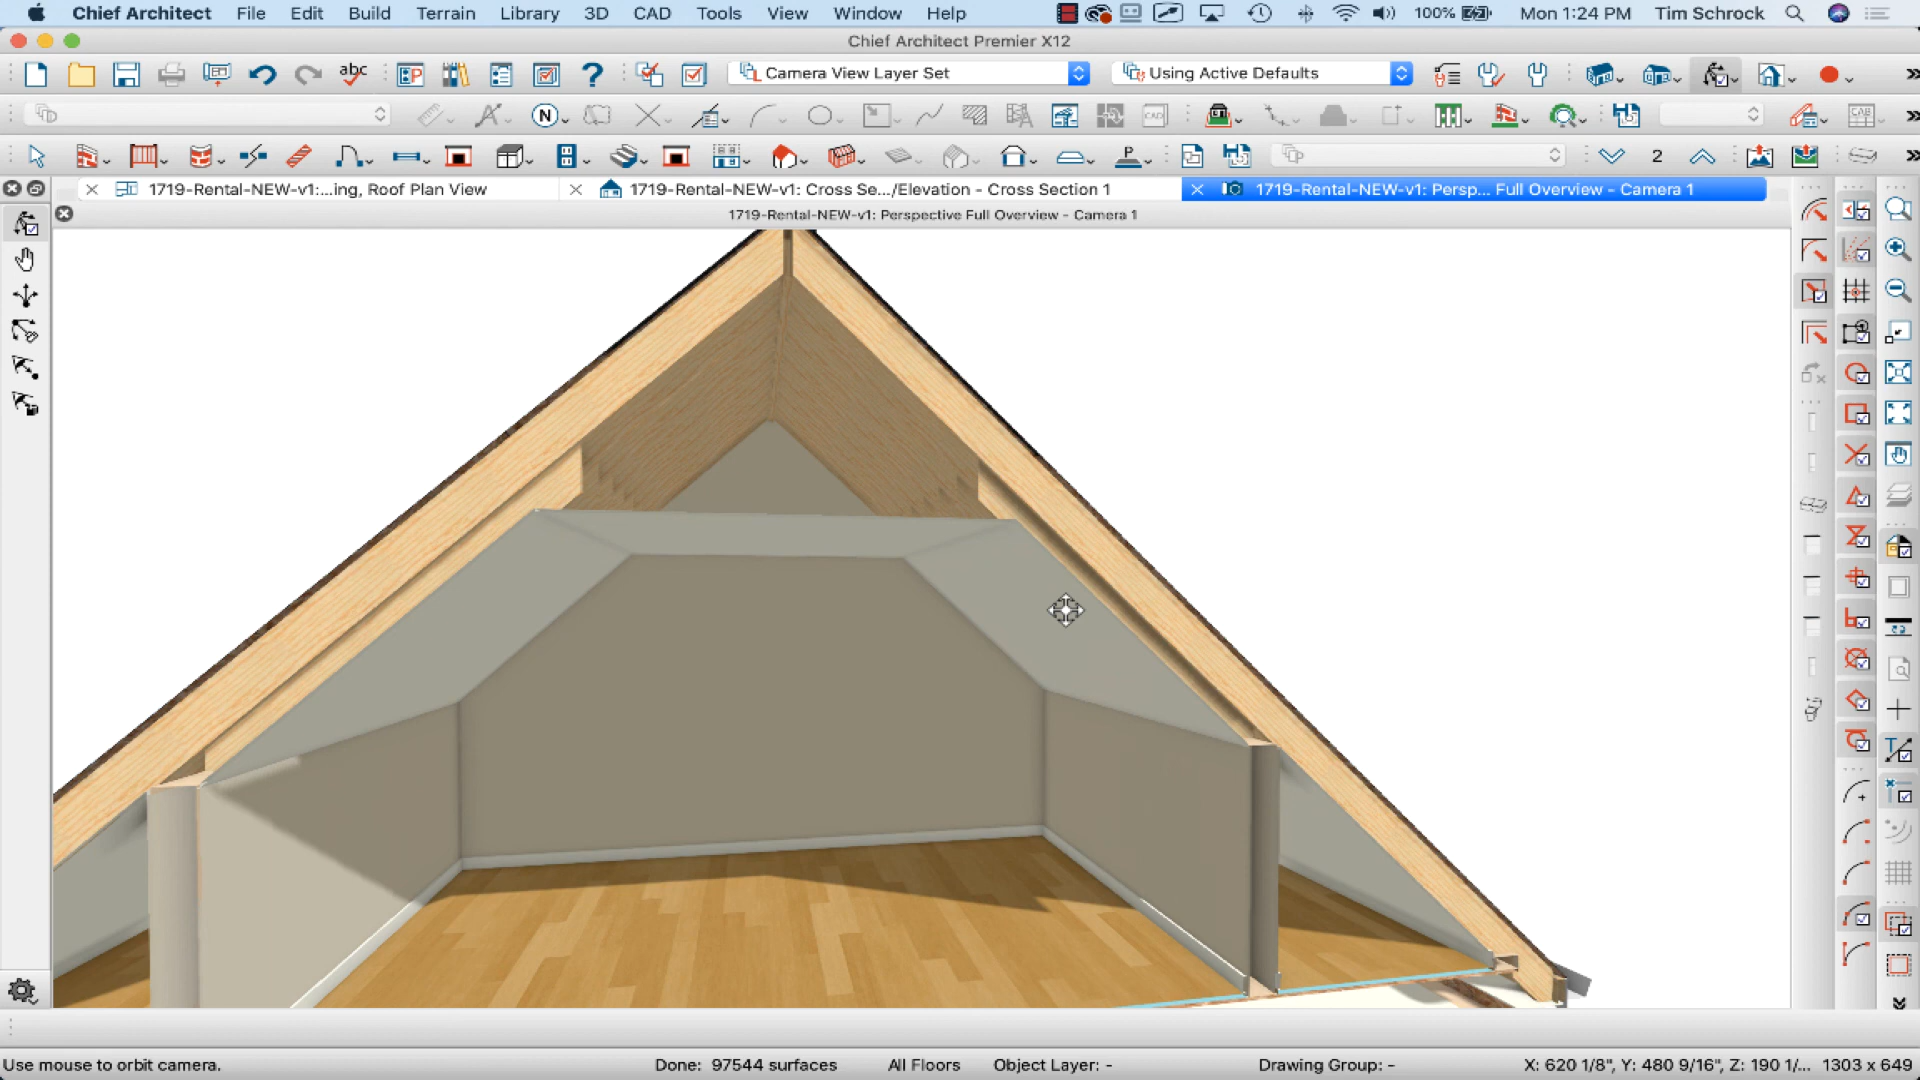 Chief Architect File Edit Build Terrain Library 3D CAD Tools View Window Help 100% Mon 1:24 PM Tim Schrock
Chief Architect Premier X12
abc P ? Camera View Layer Set Using Active Defaults
N CAD CAB
P 2
1719-Rental-NEW-v1:...ing, Roof Plan View 1719-Rental-NEW-v1: Cross Se.../Elevation - Cross Section 1 1719-Rental-NEW-v1: Persp... Full Overview - Camera 1
1719-Rental-NEW-v1: Perspective Full Overview - Camera 1
Use mouse to orbit camera. Done: 97544 surfaces All Floors Object Layer: - Drawing Group: - X: 620 1/8", Y: 480 9/16", Z: 190 1/... 1303 x 649